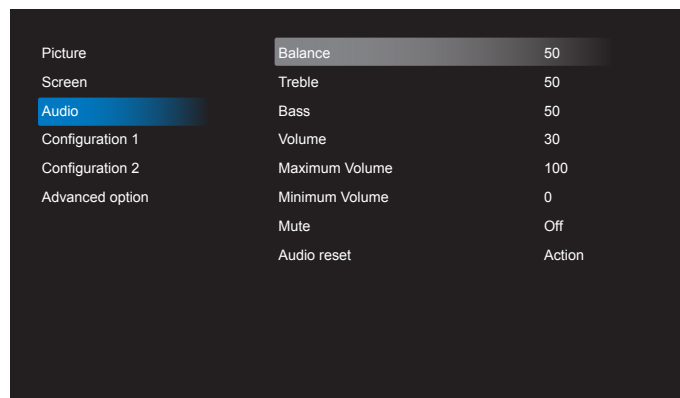 Picture
Screen
Audio
Configuration 1
Configuration 2
Advanced option
Balance 50
Treble 50
Bass 50
Volume 30
Maximum Volume 100
Minimum Volume 0
Mute Off
Audio reset Action